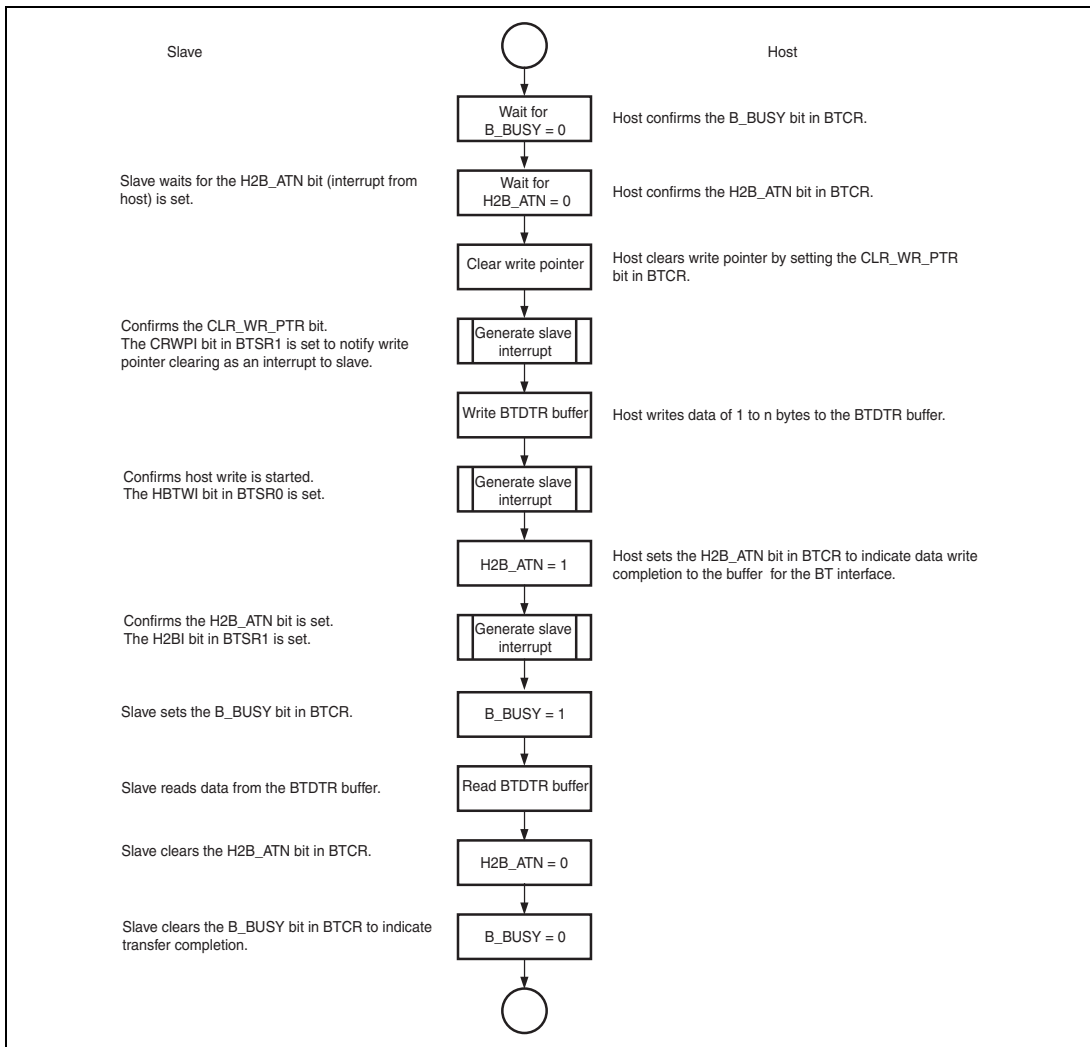 Slave
Host
Wait for
B_BUSY = 0
Host confirms the B_BUSY bit in BTCR.
Slave waits for the H2B_ATN bit (interrupt from
host) is set.
Wait for
H2B_ATN = 0
Host confirms the H2B_ATN bit in BTCR.
Clear write pointer
Host clears write pointer by setting the CLR_WR_PTR
bit in BTCR.
Confirms the CLR_WR_PTR bit.
The CRWPI bit in BTSR1 is set to notify write
pointer clearing as an interrupt to slave.
Generate slave
interrupt
Write BTDTR buffer
Host writes data of 1 to n bytes to the BTDTR buffer.
Confirms host write is started.
The HBTWI bit in BTSR0 is set.
Generate slave
interrupt
H2B_ATN = 1
Host sets the H2B_ATN bit in BTCR to indicate data write
completion to the buffer for the BT interface.
Confirms the H2B_ATN bit is set.
The H2BI bit in BTSR1 is set.
Generate slave
interrupt
Slave sets the B_BUSY bit in BTCR.
B_BUSY = 1
Slave reads data from the BTDTR buffer.
Read BTDTR buffer
Slave clears the H2B_ATN bit in BTCR.
H2B_ATN = 0
Slave clears the B_BUSY bit in BTCR to indicate
transfer completion.
B_BUSY = 0